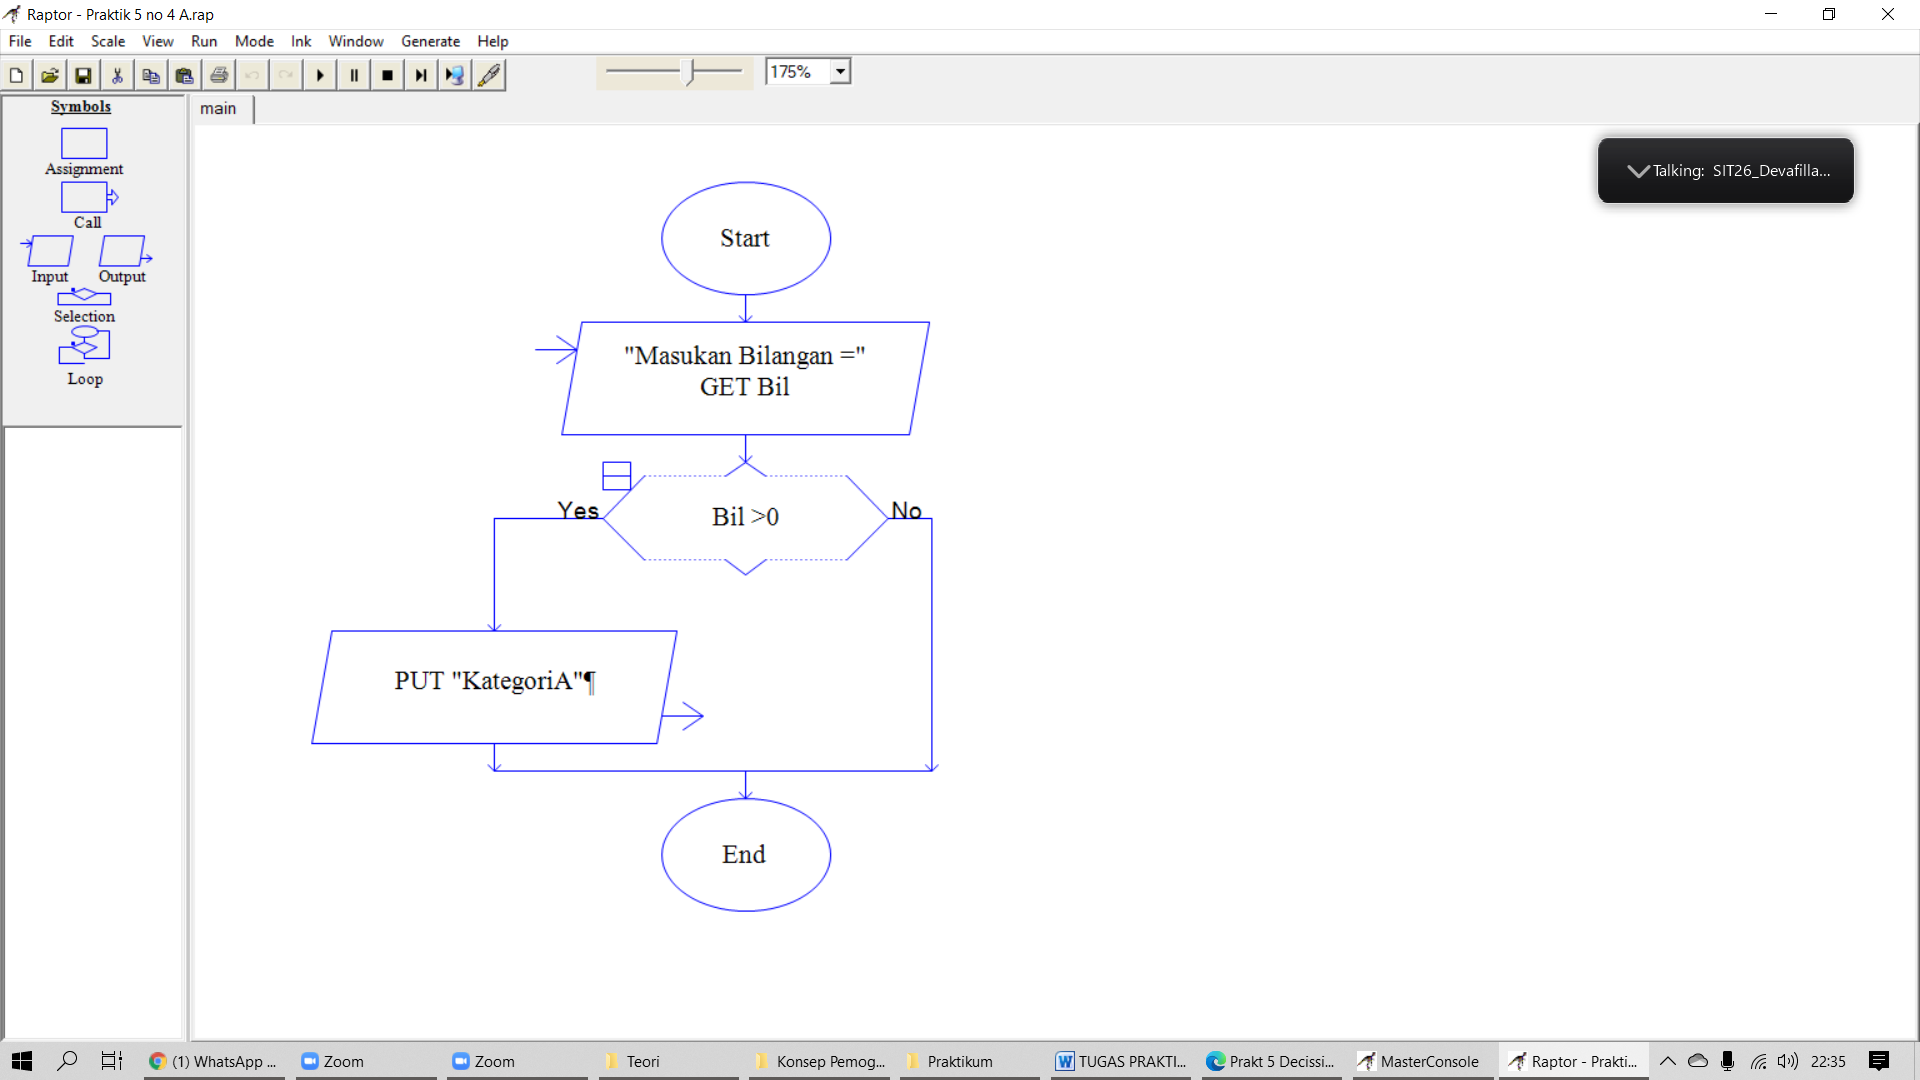 Raptor - Praktik 5 no 4 A.rap
File Edit Scale View Run Mode Ink Window Generate Help
175%
Symbols
Assignment
Call
Input Output
Selection
Loop
main
Talking: SIT26_Devafilla...
Start
"Masukan Bilangan ="
GET Bil
Yes
Bil >0
No
PUT "KategoriA"¶
End
(1) WhatsApp ... Zoom Zoom Teori Konsep Pemog... Praktikum TUGAS PRAKTI... Prakt 5 Decissi... MasterConsole Raptor - Prakti... 22:35